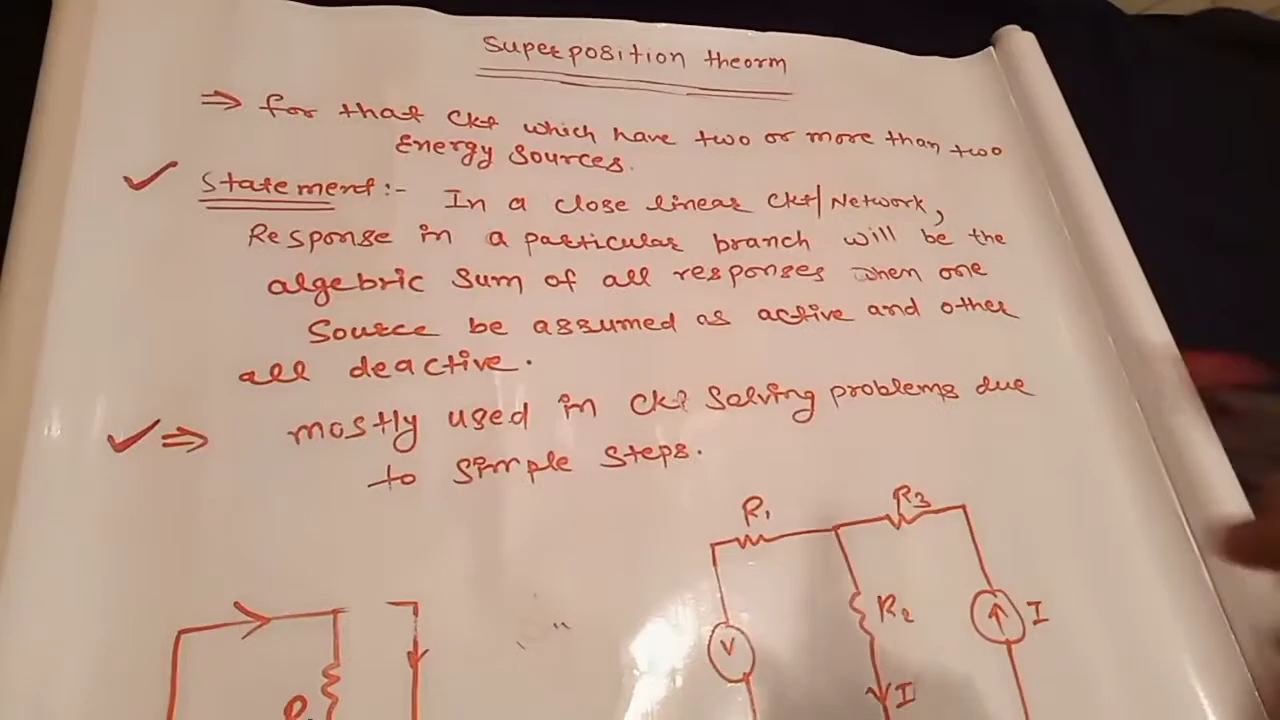 Superposition theorm
⇒ for that ckt which have two or more than two
Energy Sources.
Statement :- In a close linear ckt/Network,
Response in a particular branch will be the
algebric sum of all responses when one
Source be assumed as active and other
all deactive.
⇒ mostly used in ckt solving problems due
to simple steps.
R1
R3
R2
V
I
I